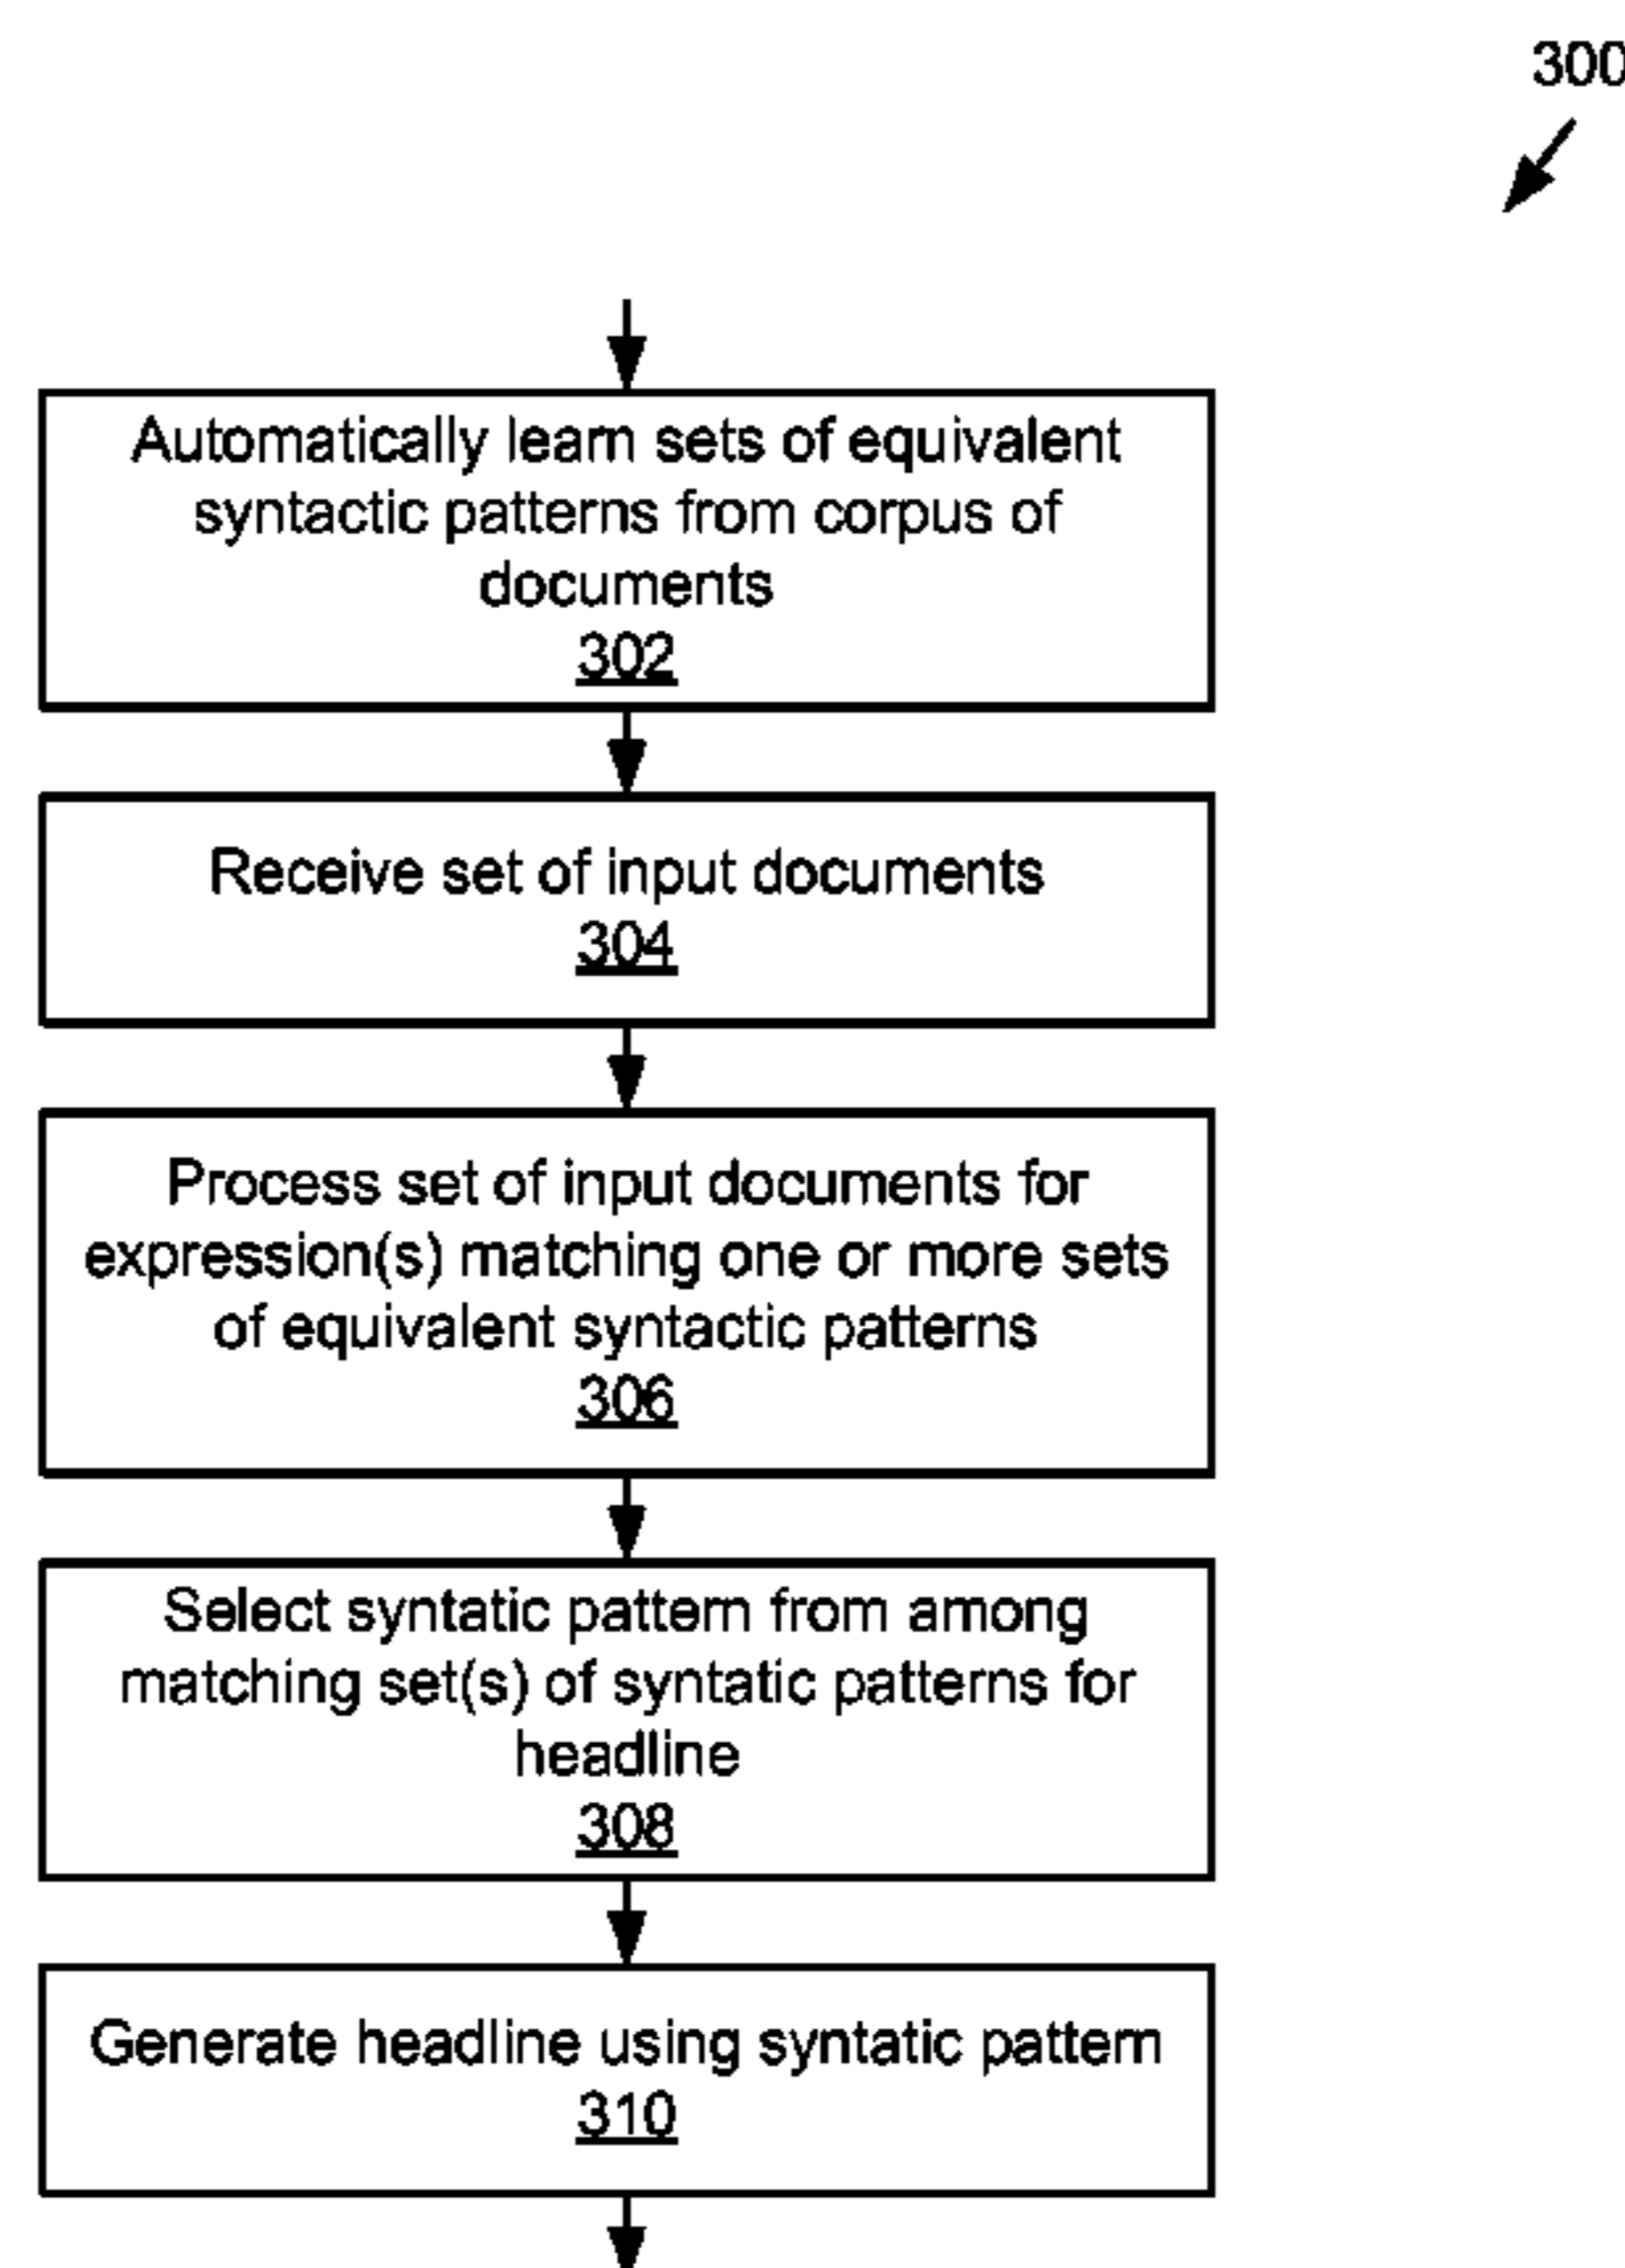 300
Automatically learn sets of equivalent
syntactic patterns from corpus of
documents
302
Receive set of input documents
304
Process set of input documents for
expression(s) matching one or more sets
of equivalent syntactic patterns
306
Select syntatic pattern from among
matching set(s) of syntatic patterns for
headline
308
Generate headline using syntatic pattern
310